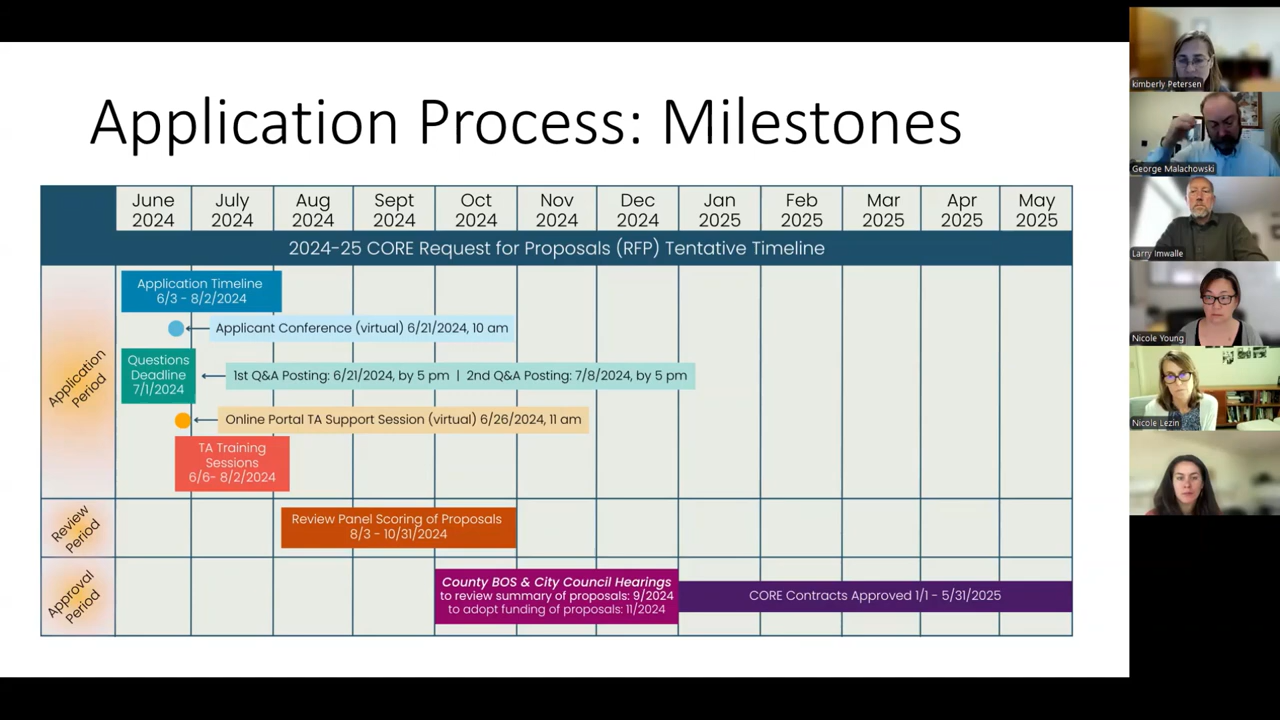 Application Process: Milestones
June 2024
July 2024
Aug 2024
Sept 2024
Oct 2024
Nov 2024
Dec 2024
Jan 2025
Feb 2025
Mar 2025
Apr 2025
May 2025
2024-25 CORE Request for Proposals (RFP) Tentative Timeline
Application Period
Application Timeline
6/3 - 8/2/2024
Applicant Conference (virtual) 6/21/2024, 10 am
Questions
Deadline
7/1/2024
1st Q&A Posting: 6/21/2024, by 5 pm | 2nd Q&A Posting: 7/8/2024, by 5 pm
Online Portal TA Support Session (virtual) 6/26/2024, 11 am
TA Training
Sessions
6/6- 8/2/2024
Review Period
Review Panel Scoring of Proposals
8/3 - 10/31/2024
Approval Period
County BOS & City Council Hearings
to review summary of proposals: 9/2024
to adopt funding of proposals: 11/2024
CORE Contracts Approved 1/1 - 5/31/2025
kimberly Petersen
George Malachowski
Larry Imwalle
Nicole Young
Nicole Lezin